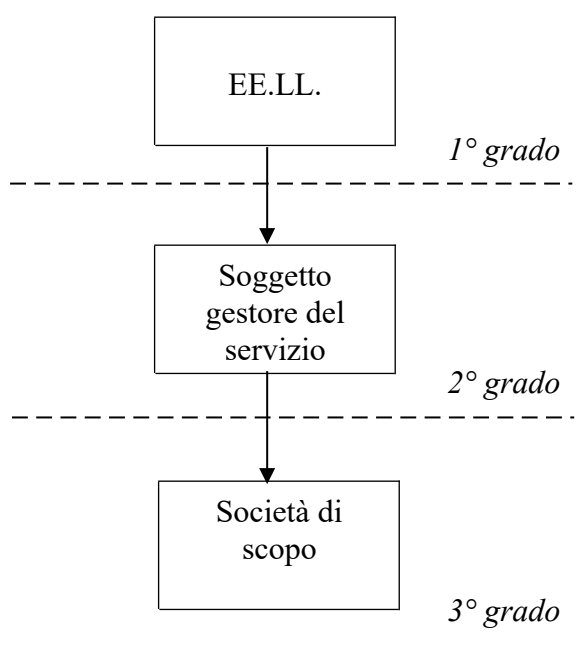 EE.LL.
1° grado
Soggetto
gestore del
servizio
2° grado
Società di
scopo
3° grado